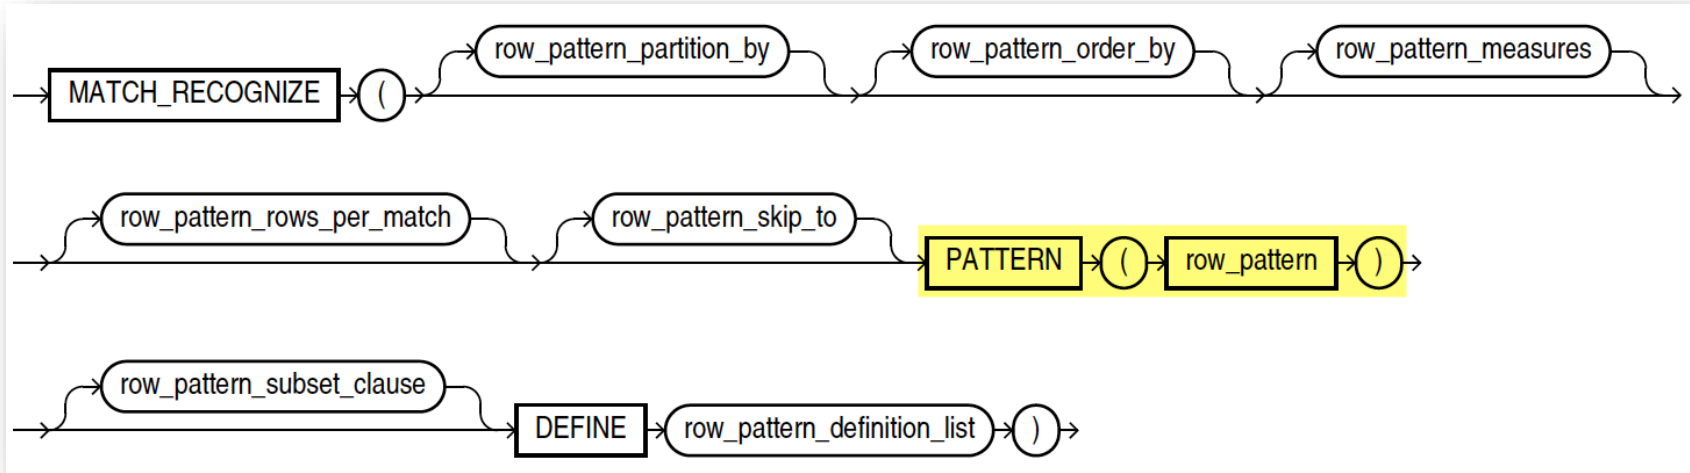 row_pattern_partition_by row_pattern_order_by row_pattern_measures
MATCH_RECOGNIZE (
row_pattern_rows_per_match row_pattern_skip_to
PATTERN ( row_pattern )
row_pattern_subset_clause
DEFINE row_pattern_definition_list )